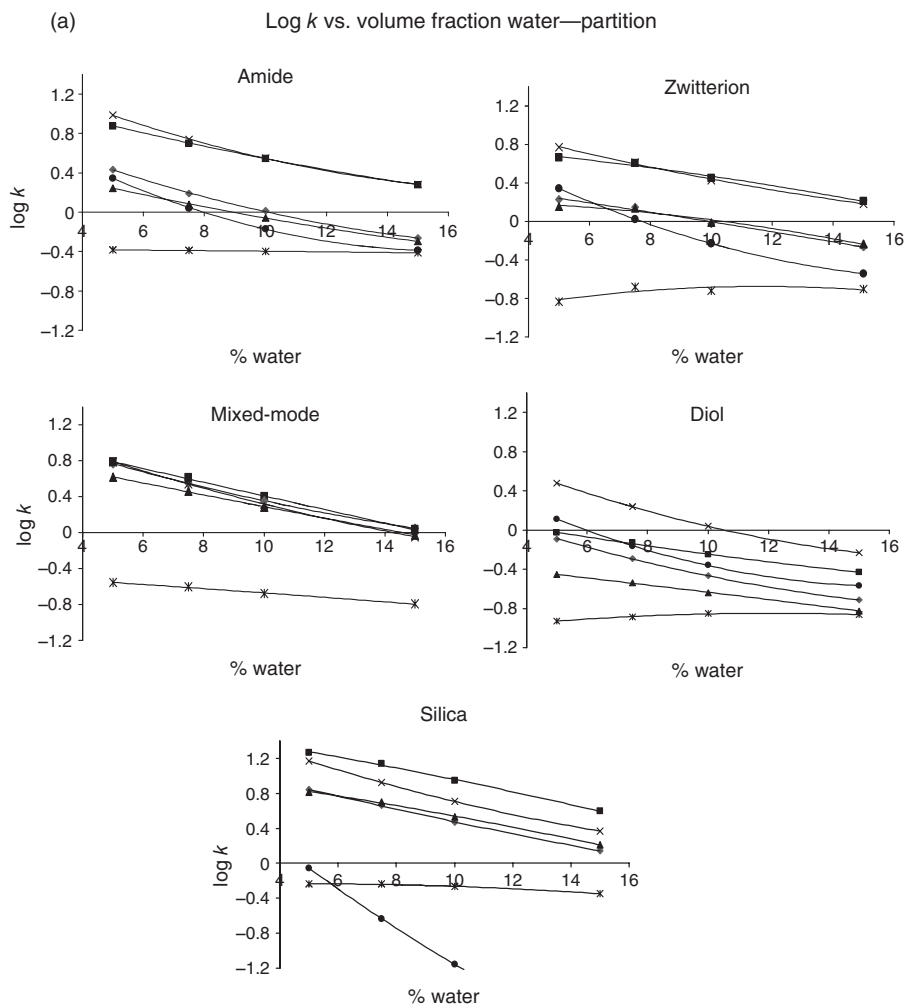 (a) Log k vs. volume fraction water—partition
Amide
1.2
0.8
0.4
0
−0.4
−0.8
−1.2
4 6 8 10 12 14 16
log k
% water
Zwitterion
1.2
0.8
0.4
0
−0.4
−0.8
−1.2
4 6 8 10 12 14 16
log k
% water
Mixed-mode
1.2
0.8
0.4
0
−0.4
−0.8
−1.2
4 6 8 10 12 14 16
log k
% water
Diol
1.2
0.8
0.4
0
−0.4
−0.8
−1.2
4 6 8 10 12 14 16
log k
% water
Silica
1.2
0.8
0.4
0
−0.4
−0.8
−1.2
4 6 8 10 12 14 16
log k
% water